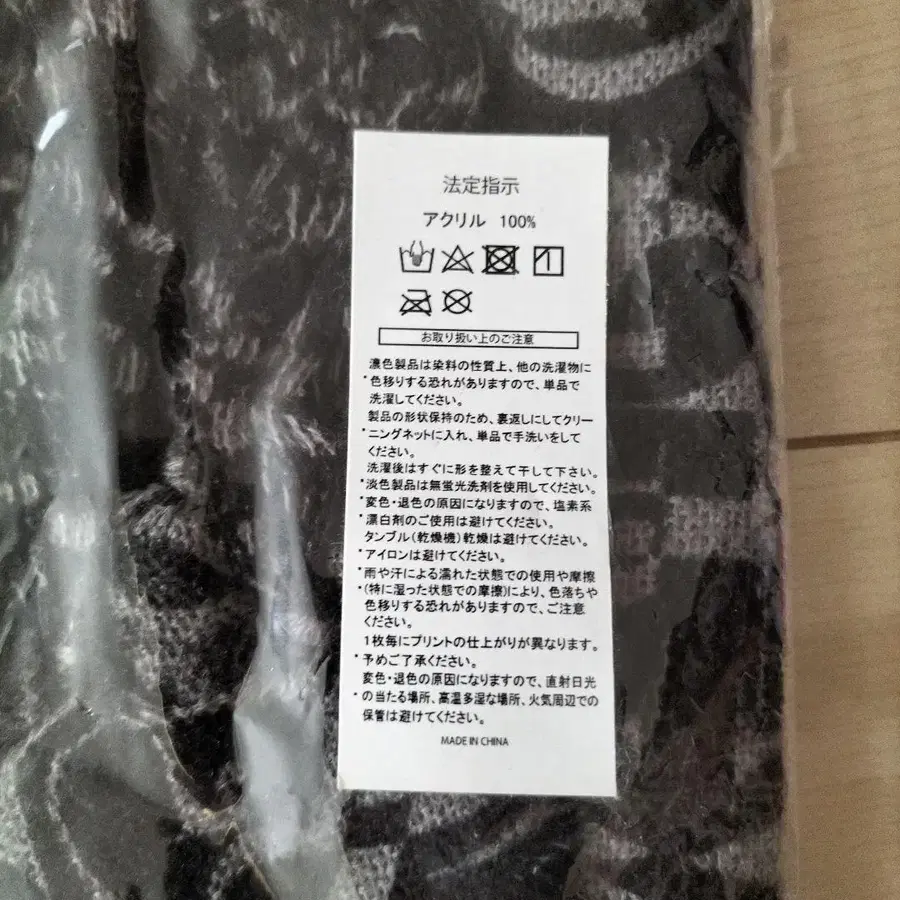 法定指示
アクリル 100%
お取り扱い上のご注意
濃色製品は染料の性質上、他の洗濯物に
・色移りする恐れがありますので、単品で
洗濯してください。
製品の形状保持のため、裏返しにしてクリー
・ニングネットに入れ、単品で手洗いをして
ください。
洗濯後はすぐに形を整えて干して下さい。
・淡色製品は無蛍光洗剤を使用してください。
・変色・退色の原因になりますので、塩素系
・漂白剤のご使用は避けてください。
タンブル(乾燥機)乾燥は避けてください。
・アイロンは避けてください。
・雨や汗による濡れた状態での使用や摩擦
・(特に湿った状態での摩擦)により、色落ちや
色移りする恐れがありますので、ご注意
ください。
1枚毎にプリントの仕上がりが異なります。
・予めご了承ください。
変色・退色の原因になりますので、直射日光
・の当たる場所、高温多湿な場所、火気周辺での
保管は避けてください。
MADE IN CHINA